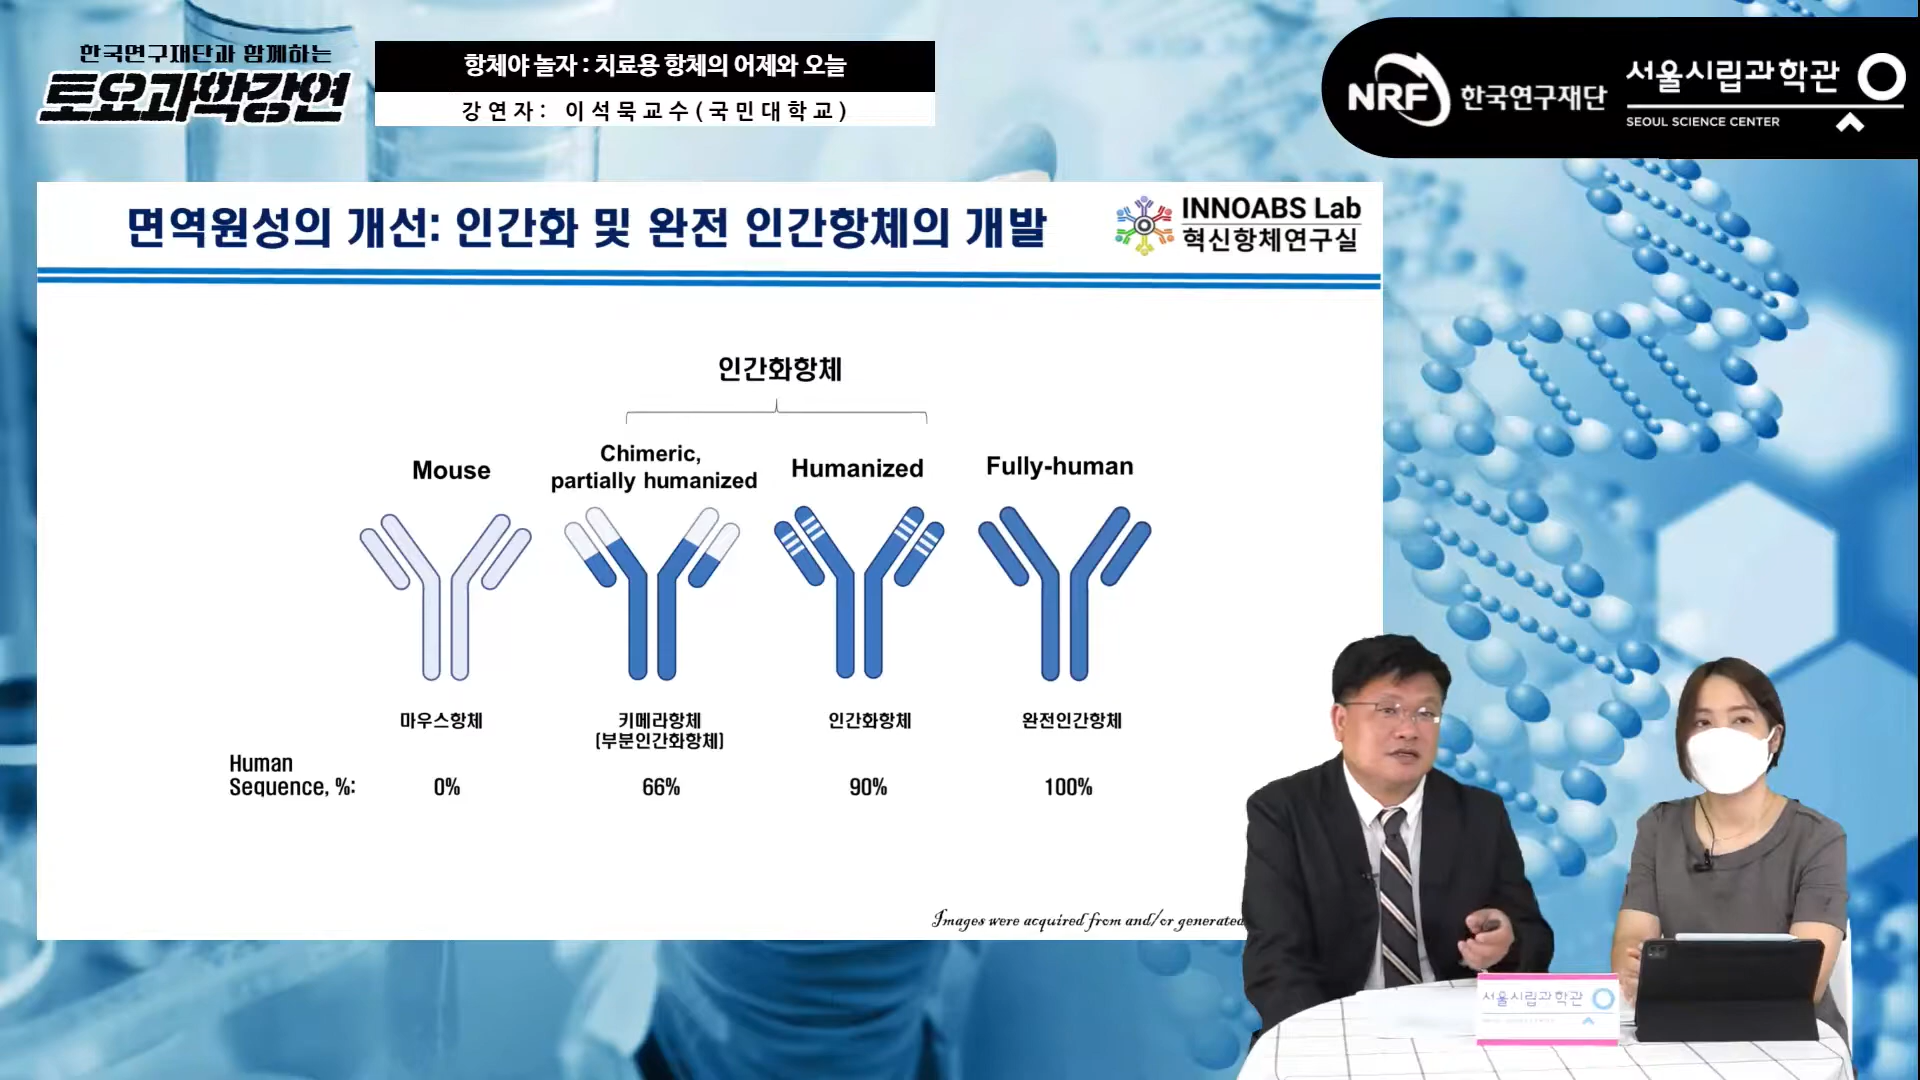 한국연구재단과 함께하는
토요과학강연
항체야 놀자 : 치료용 항체의 어제와 오늘
강연자: 이석묵교수(국민대학교)
NRF 한국연구재단
서울시립과학관
SEOUL SCIENCE CENTER
면역원성의 개선: 인간화 및 완전 인간항체의 개발
INNOABS Lab
혁신항체연구실
인간화항체
Mouse
Chimeric,
partially humanized
Humanized
Fully-human
마우스항체
키메라항체
(부분인간화항체)
인간화항체
완전인간항체
Human
Sequence, %:
0%
66%
90%
100%
Images were acquired from and/or generated
서울시립과학관